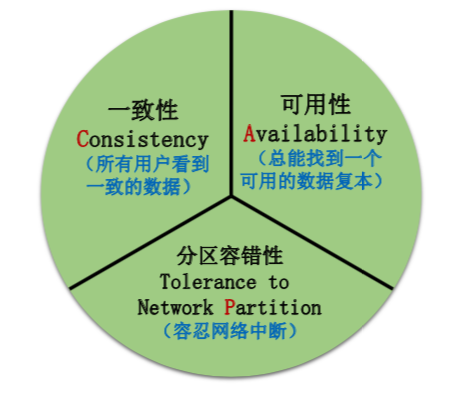 一致性
Consistency
（所有用户看到
一致的数据）
可用性
Availability
（总能找到一个
可用的数据复本）
分区容错性
Tolerance to
Network Partition
（容忍网络中断）